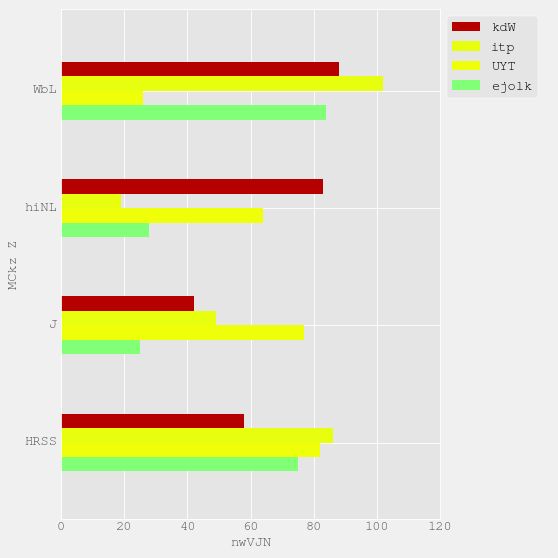 kdW
itp
UYT
ejolk
WbL
hiNL
J
HRSS
MCkz Z
0 20 40 60 80 100 120
nwVJN